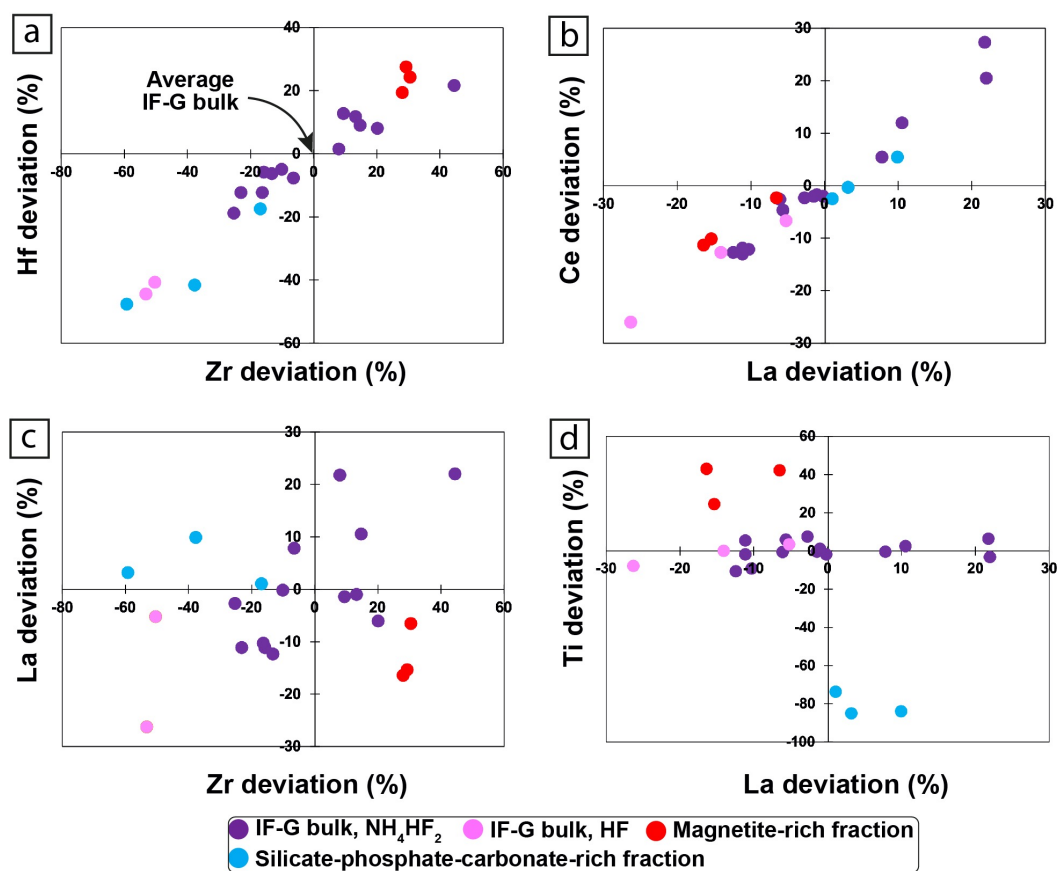 a
40
20
0
-20
-40
-60
-80 -60 -40 -20 0 20 40 60
Average
IF-G bulk
Hf deviation (%)
Zr deviation (%)
b
30
20
10
0
-10
-20
-30
-30 -20 -10 0 10 20 30
Ce deviation (%)
La deviation (%)
c
30
20
10
0
-10
-20
-30
-80 -60 -40 -20 0 20 40 60
La deviation (%)
Zr deviation (%)
d
60
40
20
0
-20
-40
-60
-80
-100
-30 -20 -10 0 10 20 30
Ti deviation (%)
La deviation (%)
IF-G bulk, NH₄HF₂ IF-G bulk, HF Magnetite-rich fraction
Silicate-phosphate-carbonate-rich fraction